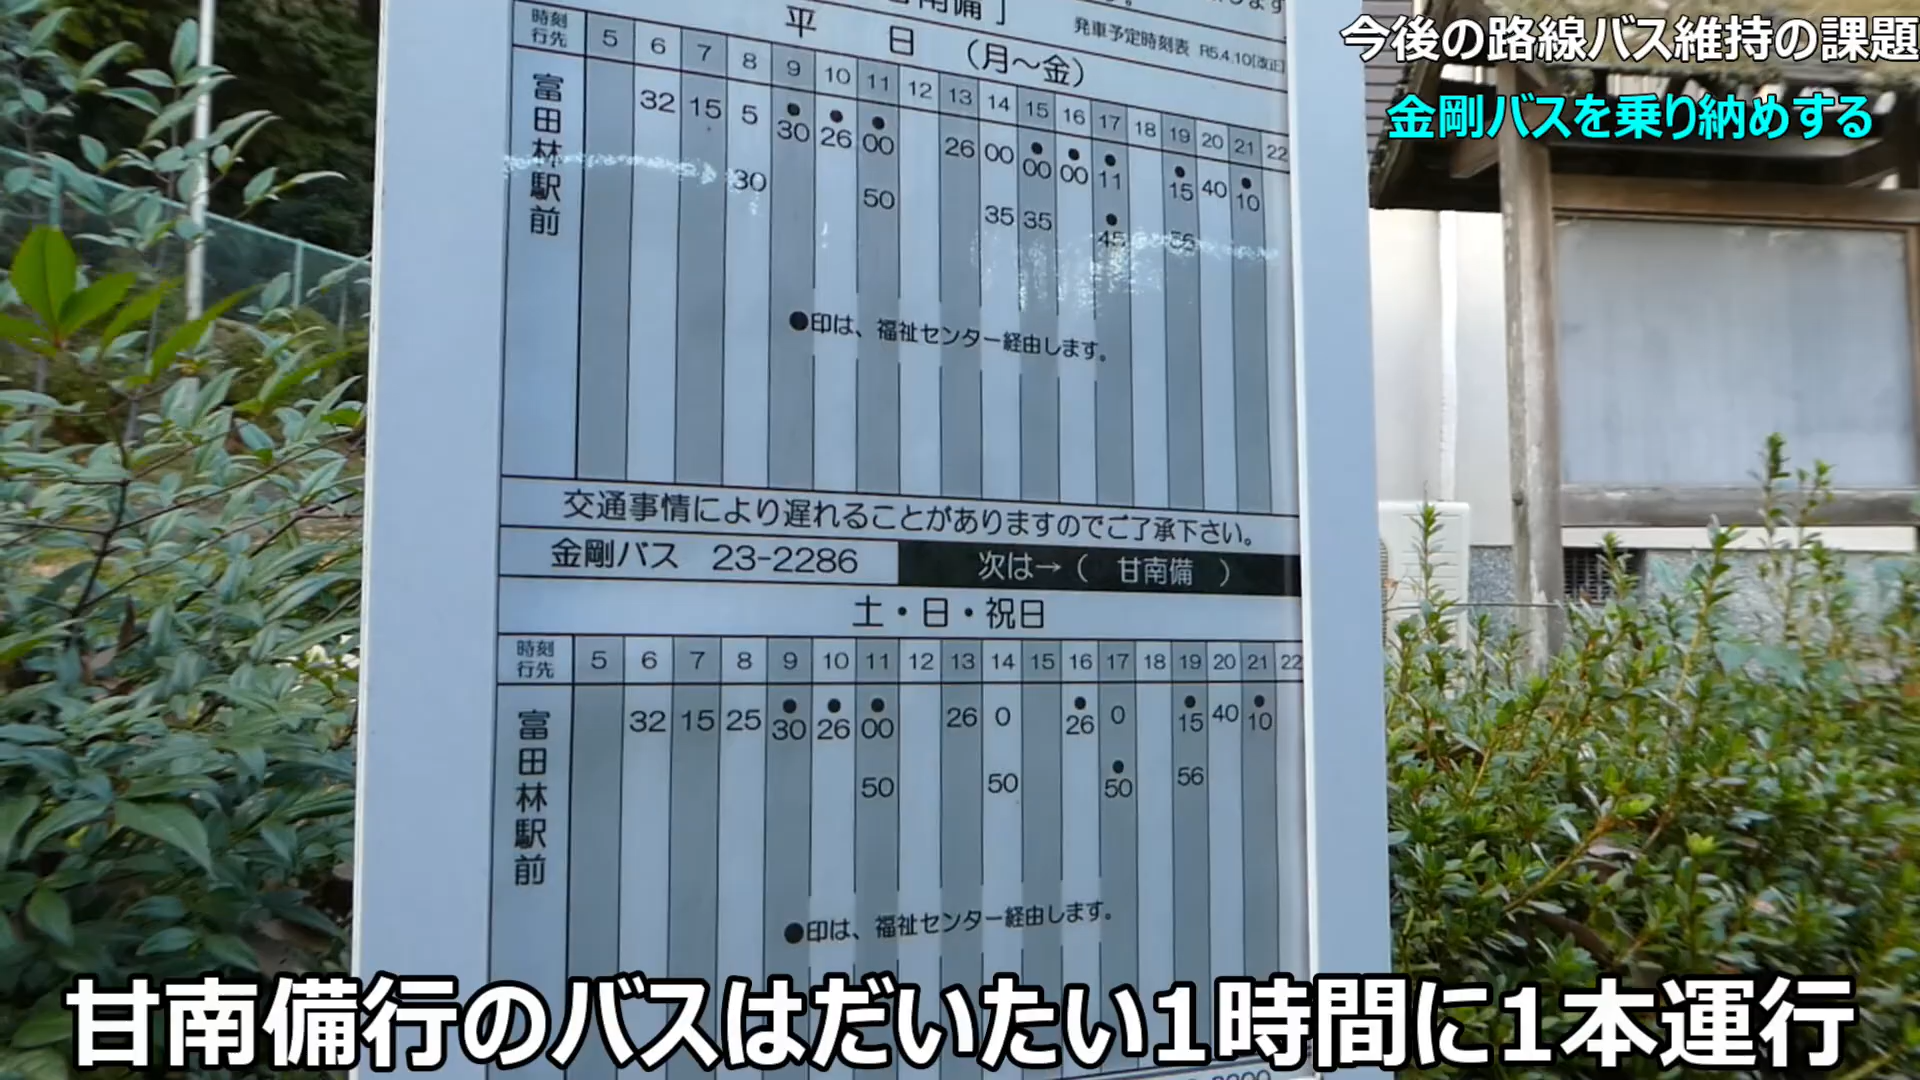 今後の路線バス維持の課題
金剛バスを乗り納めする
平 日 (月～金)
発車予定時刻表 R5.4.10[改正]
時刻 5 6 7 8 9 10 11 12 13 14 15 16 17 18 19 20 21 22
行先
富田林駅前
32 15 5 ●30 ●26 ●00 26 00 ●00 ●00 ●11 ●15 40 ●10
30 50 35 35 ●45 56
●印は、福祉センター経由します。
交通事情により遅れることがありますのでご了承下さい。
金剛バス 23-2286 次は→( 甘南備 )
土・日・祝日
時刻 5 6 7 8 9 10 11 12 13 14 15 16 17 18 19 20 21 22
行先
富田林駅前
32 15 25 ●30 ●26 ●00 26 0 ●26 0 ●15 40 ●10
50 50 ●50 56
●印は、福祉センター経由します。
甘南備行のバスはだいたい1時間に1本運行